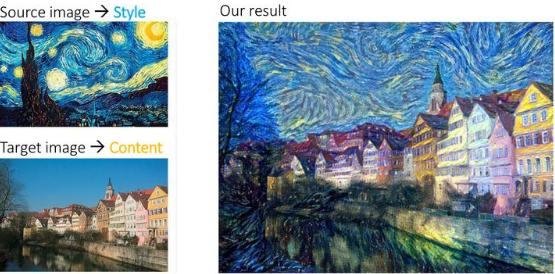 Source image → Style
Target image → Content
Our result